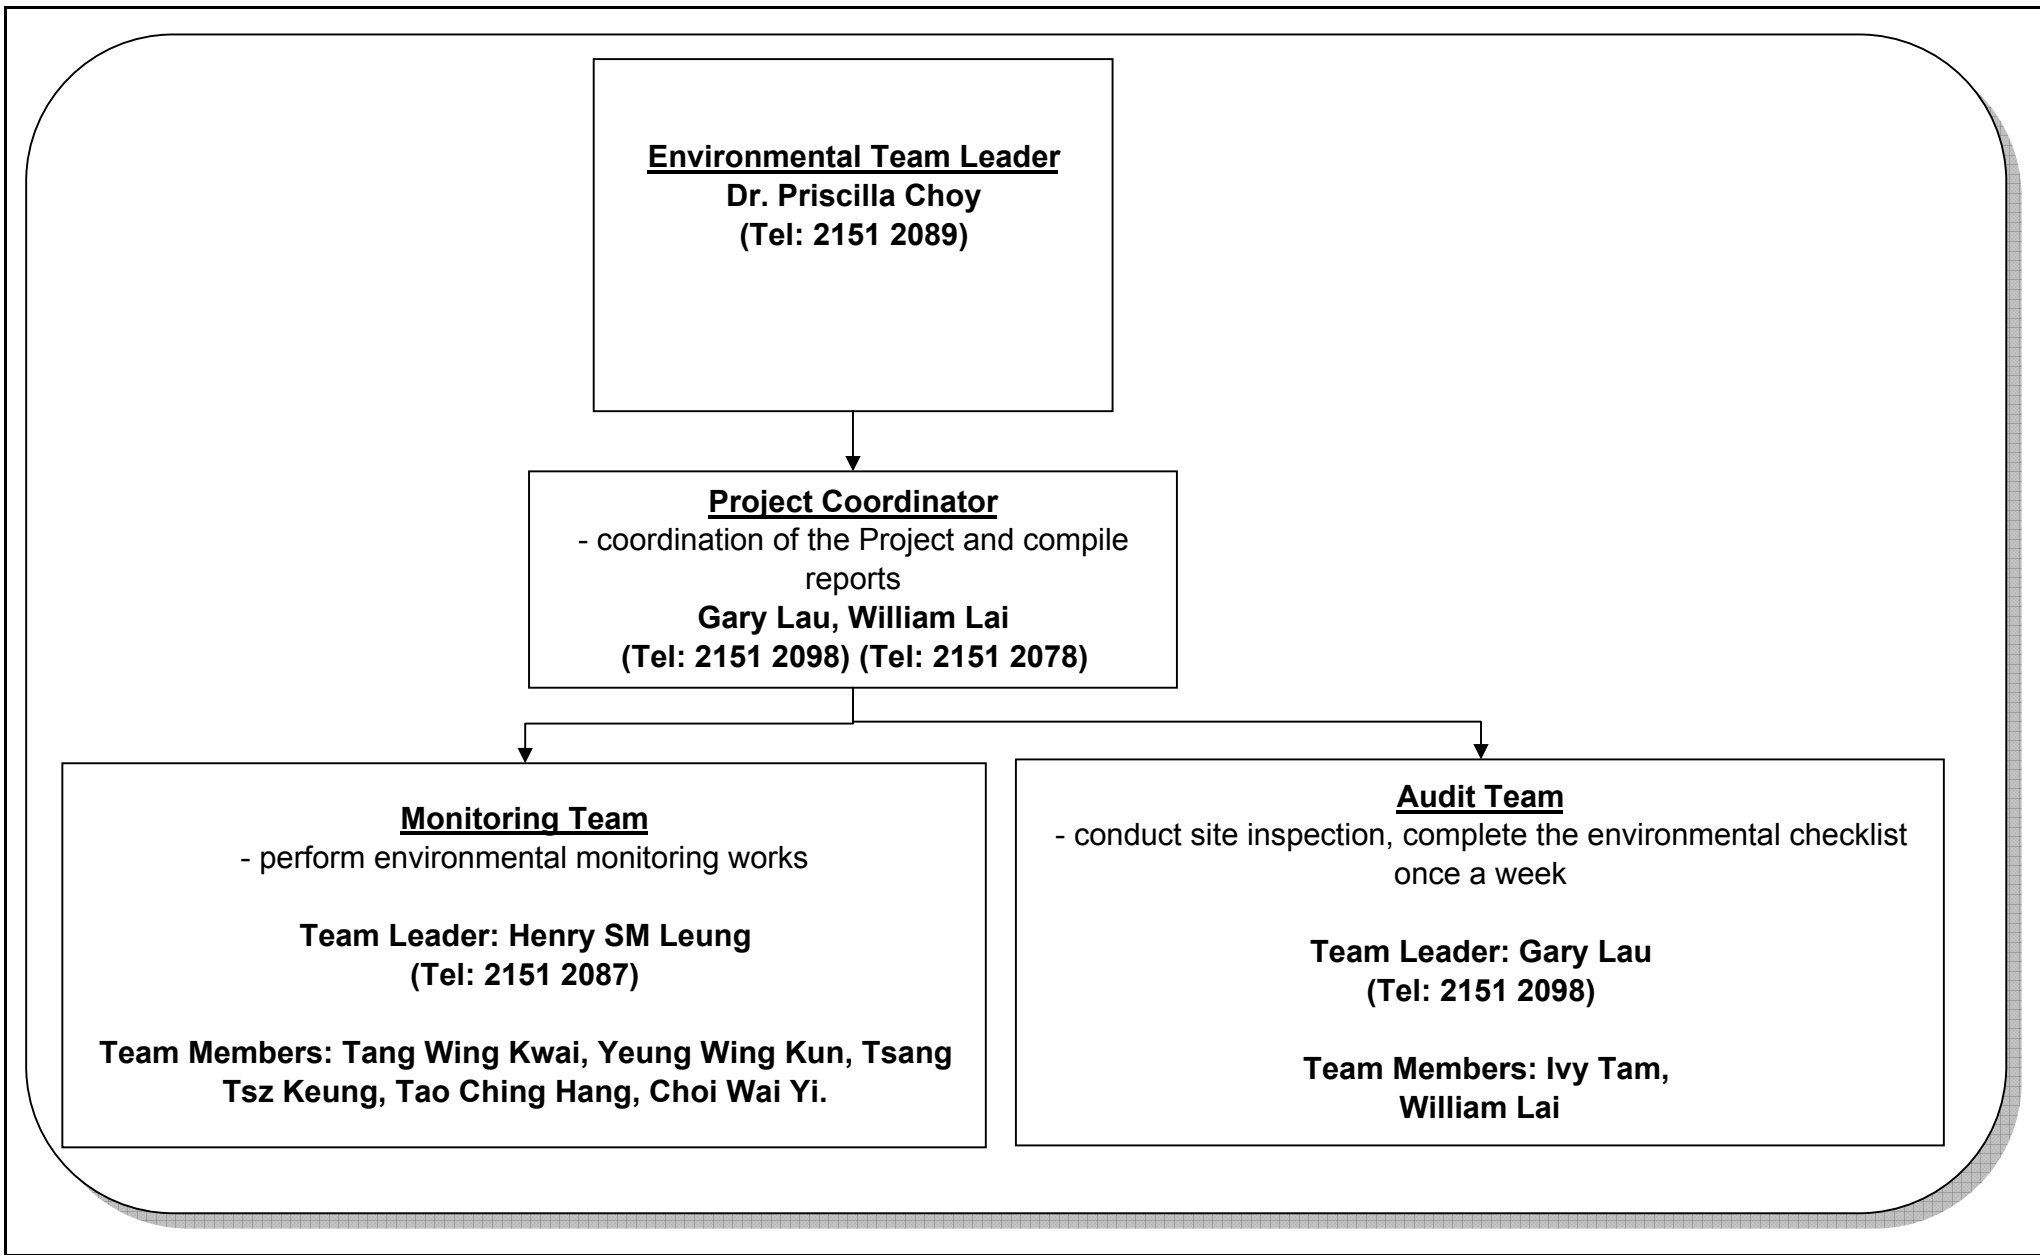 Environmental Team Leader
Dr. Priscilla Choy
(Tel: 2151 2089)
Project Coordinator
- coordination of the Project and compile
reports
Gary Lau, William Lai
(Tel: 2151 2098) (Tel: 2151 2078)
Monitoring Team
- perform environmental monitoring works
Team Leader: Henry SM Leung
(Tel: 2151 2087)
Team Members: Tang Wing Kwai, Yeung Wing Kun, Tsang
Tsz Keung, Tao Ching Hang, Choi Wai Yi.
Audit Team
- conduct site inspection, complete the environmental checklist
once a week
Team Leader: Gary Lau
(Tel: 2151 2098)
Team Members: Ivy Tam,
William Lai